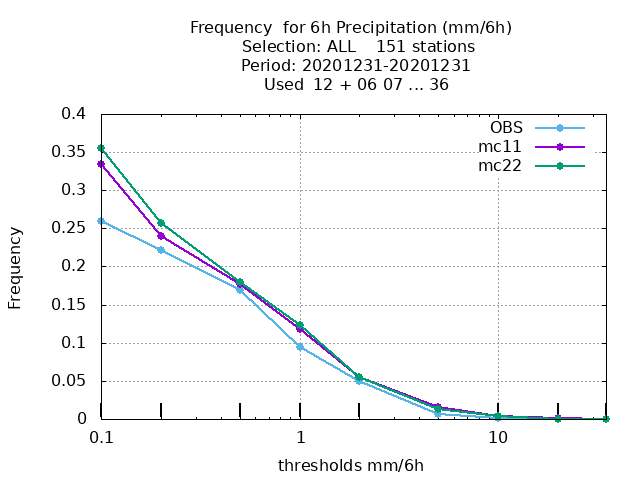 Frequency  for 6h Precipitation (mm/6h)
Selection: ALL    151 stations
Period: 20201231-20201231
Used  12 + 06 07 ... 36
OBS
mc11
mc22
0.4
0.35
0.3
0.25
0.2
0.15
0.1
0.05
0
Frequency
0.1
1
10
thresholds mm/6h